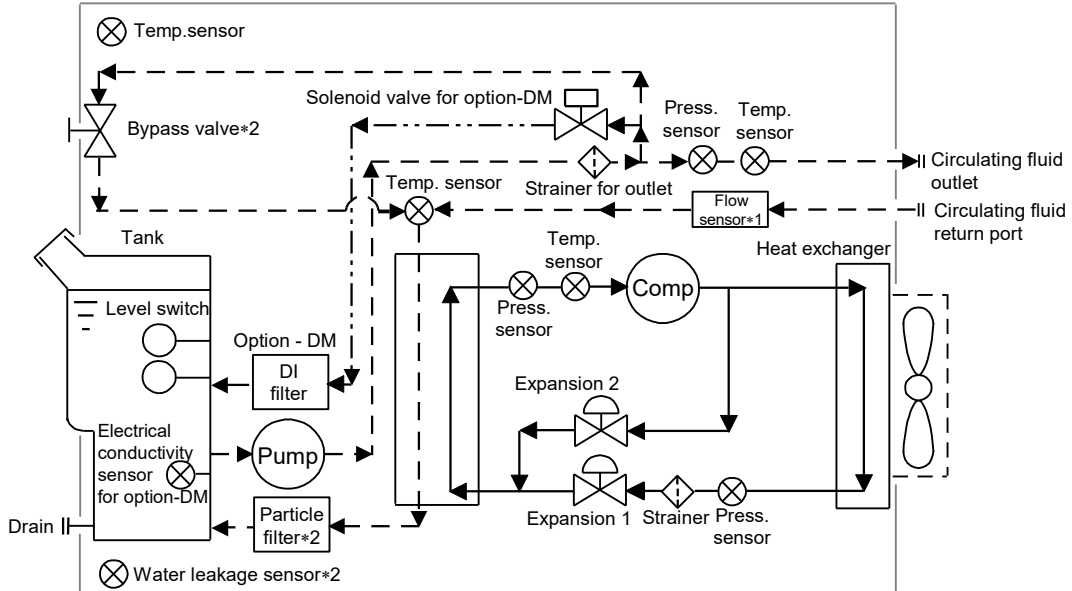 Temp.sensor
Solenoid valve for option-DM
Press.
sensor
Temp.
sensor
Bypass valve*2
Strainer for outlet
Circulating fluid
outlet
Temp. sensor
Flow
sensor*1
Circulating fluid
return port
Tank
Heat exchanger
Temp.
sensor
Level switch
Press.
sensor
Comp
Option - DM
DI
filter
Expansion 2
Electrical
conductivity
sensor
for option-DM
Pump
Drain
Particle
filter*2
Expansion 1
Strainer
Press.
sensor
Water leakage sensor*2